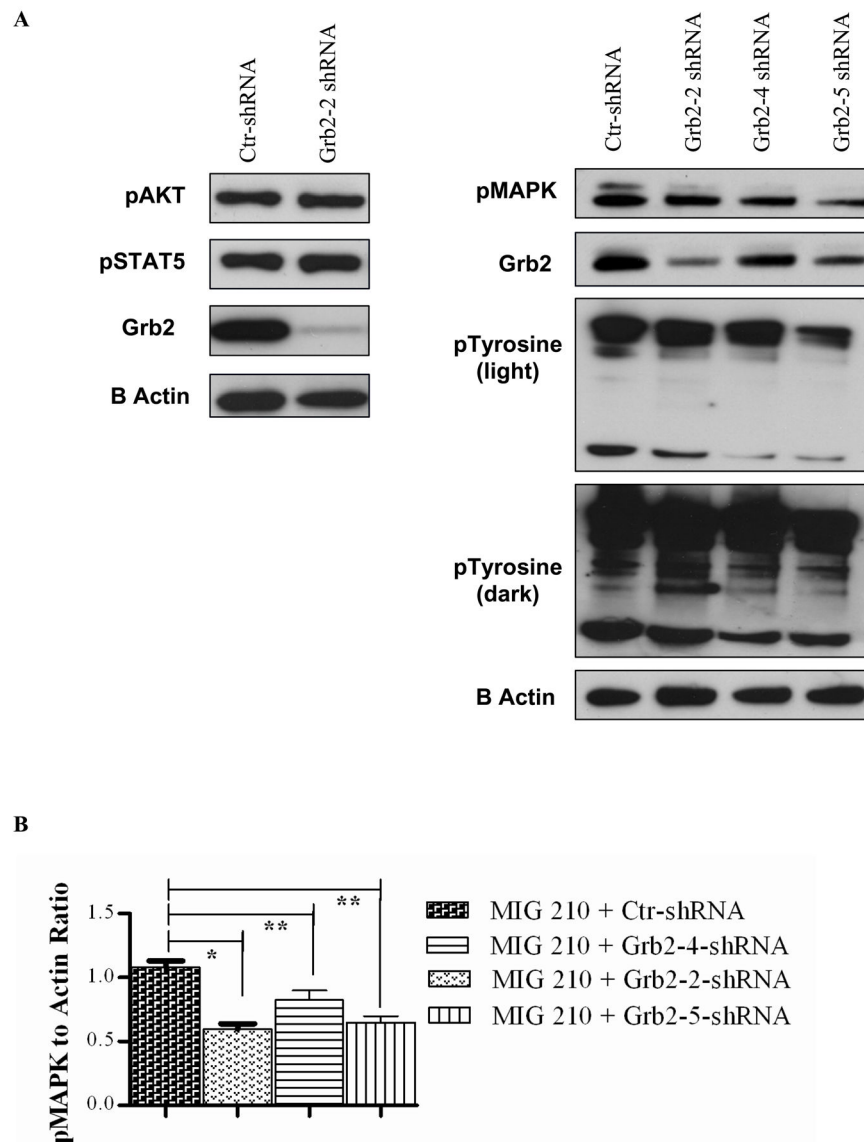 A
Ctr-shRNA
Grb2-2 shRNA
pAKT
pSTAT5
Grb2
B Actin
Ctr-shRNA
Grb2-2 shRNA
Grb2-4 shRNA
Grb2-5 shRNA
pMAPK
Grb2
pTyrosine
(light)
pTyrosine
(dark)
B Actin
B
pMAPK to Actin Ratio
1.5
1.0
0.5
0.0
*
**
**
MIG 210 + Ctr-shRNA
MIG 210 + Grb2-4-shRNA
MIG 210 + Grb2-2-shRNA
MIG 210 + Grb2-5-shRNA